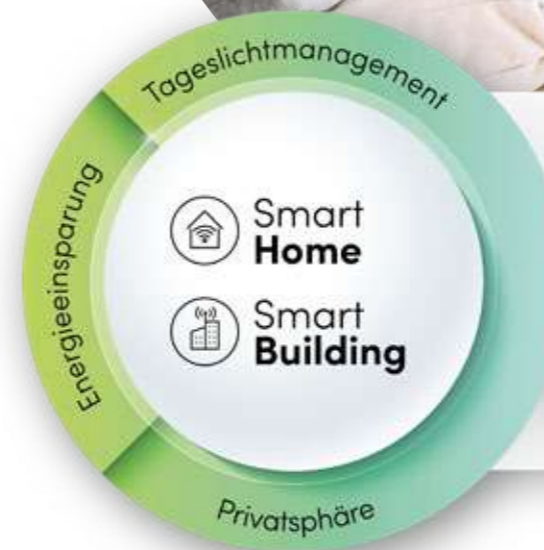 Tageslichtmanagement
Energieeinsparung
Smart
Home
Smart
Building
Privatsphäre